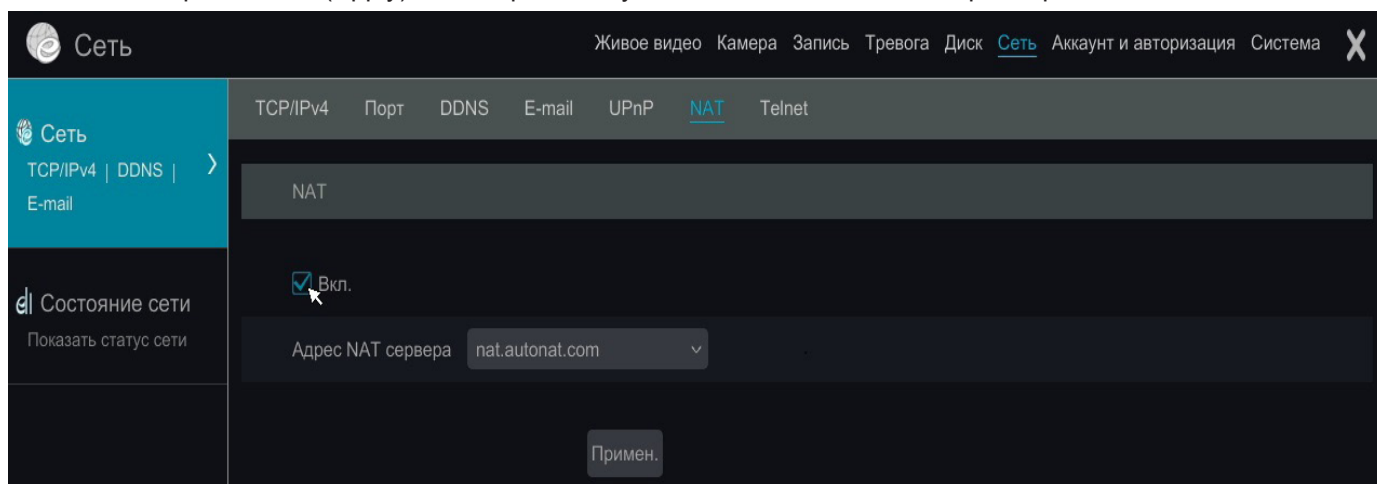 Сеть
Живое видео Камера Запись Тревога Диск Сеть Аккаунт и авторизация Система X
Сеть
TCP/IPv4 | DDNS |
E-mail
TCP/IPv4 Порт DDNS E-mail UPnP NAT Telnet
NAT
Вкл.
Состояние сети
Показать статус сети
Адрес NAT сервера nat.autonat.com
Примен.